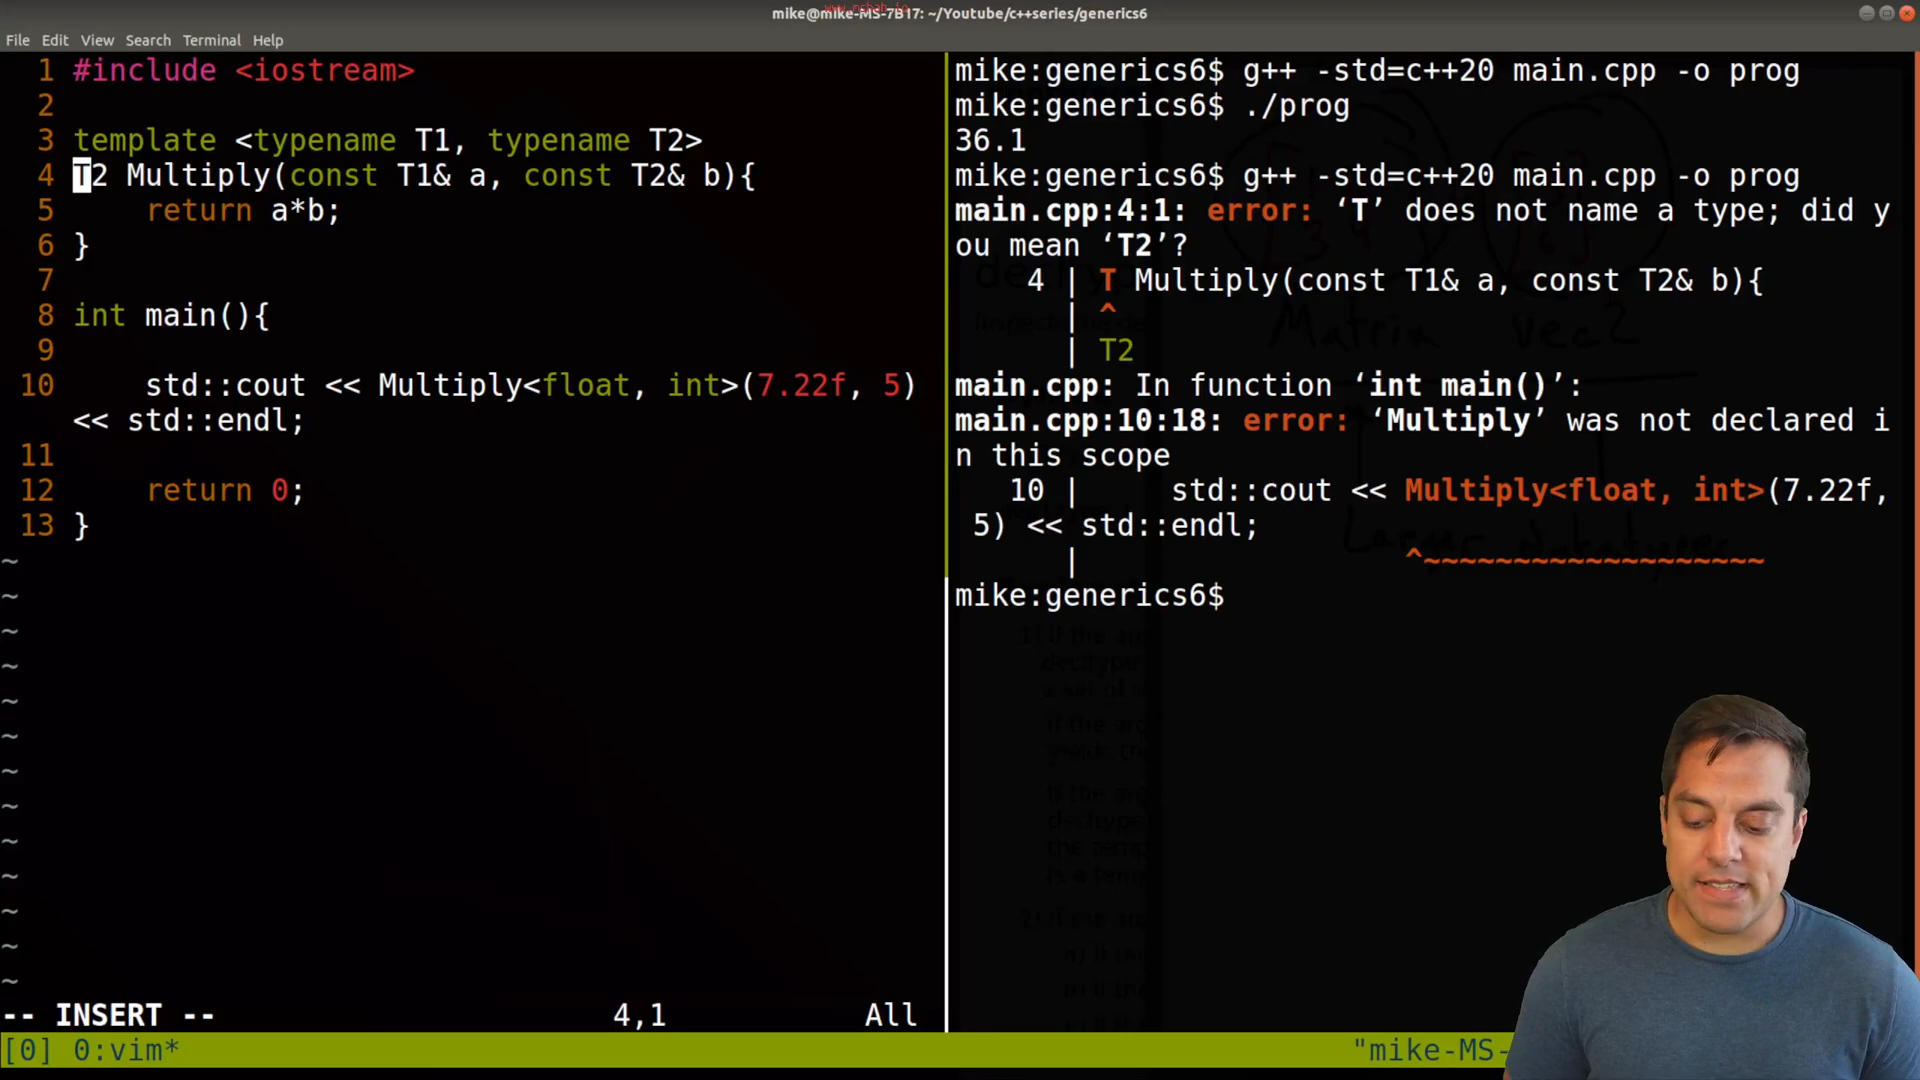 mike@mike-MS-7B17: ~/Youtube/c++series/generics6
File Edit View Search Terminal Help
1 #include <iostream>
2
3 template <typename T1, typename T2>
4 T2 Multiply(const T1& a, const T2& b){
5 return a*b;
6 }
7
8 int main(){
9
10 std::cout << Multiply<float, int>(7.22f, 5)
<< std::endl;
11
12 return 0;
13 }
~
~
~
~
~
~
~
~
~
~
~
~
~
-- INSERT -- 4,1 All
mike:generics6$ g++ -std=c++20 main.cpp -o prog
mike:generics6$ ./prog
36.1
mike:generics6$ g++ -std=c++20 main.cpp -o prog
main.cpp:4:1: error: ‘T’ does not name a type; did y
ou mean ‘T2’?
4 | T Multiply(const T1& a, const T2& b){
| ^
| T2
main.cpp: In function ‘int main()’:
main.cpp:10:18: error: ‘Multiply’ was not declared i
n this scope
10 | std::cout << Multiply<float, int>(7.22f,
5) << std::endl;
| ^~~~~~~~~~~~~~~~~~~~
mike:generics6$
[0] 0:vim* "mike-MS-